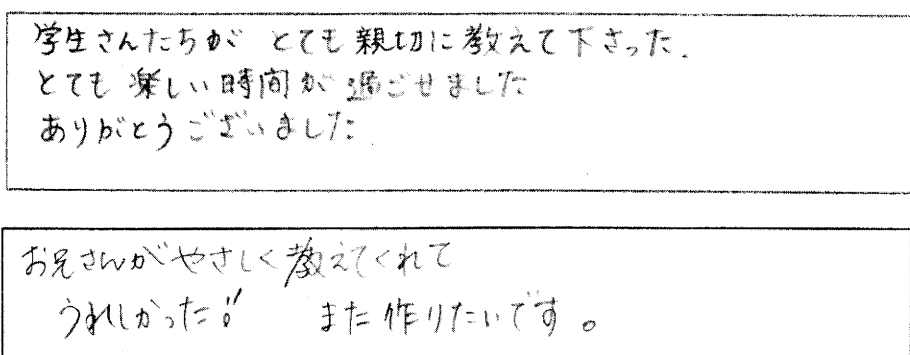 学生さんたちが とても親切に教えて下さった.
とても楽しい時間が過ごせました
ありがとうございました
お兄さんがやさしく教えてくれて
うれしかった!! また作りたいです。